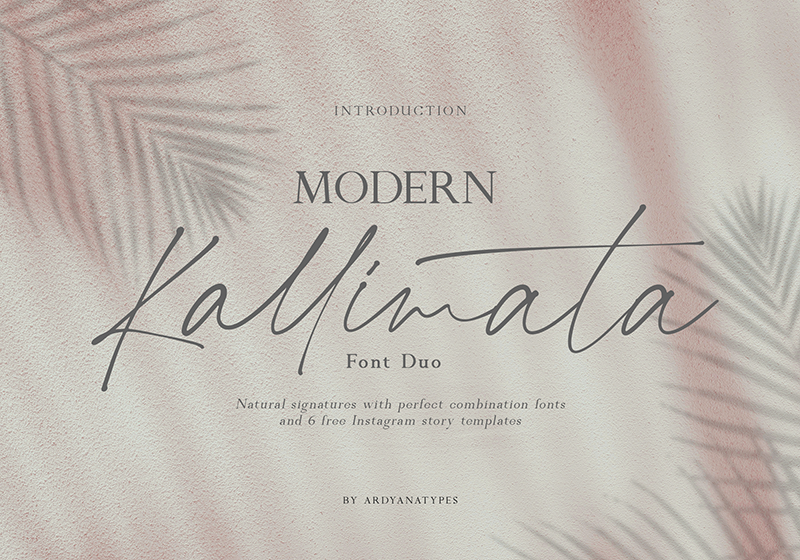 INTRODUCTION
MODERN
Kallimata
Font Duo
Natural signatures with perfect combination fonts
and 6 free Instagram story templates
BY ARDYANATYPES